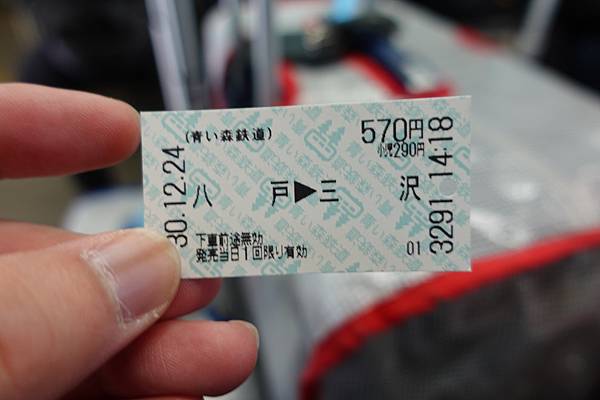 (青い森鉄道)
570円
小児290円
八 戸▶三 沢
下車前途無効
発売当日1回限り有効
01
30.12.24
3291 14:18